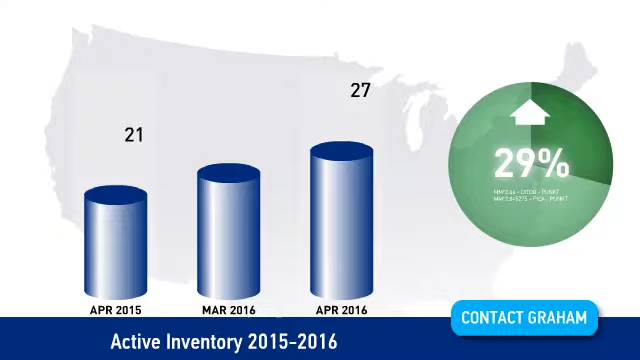 27
21
29%
APR 2015
MAR 2016
APR 2016
CONTACT GRAHAM
Active Inventory 2015-2016